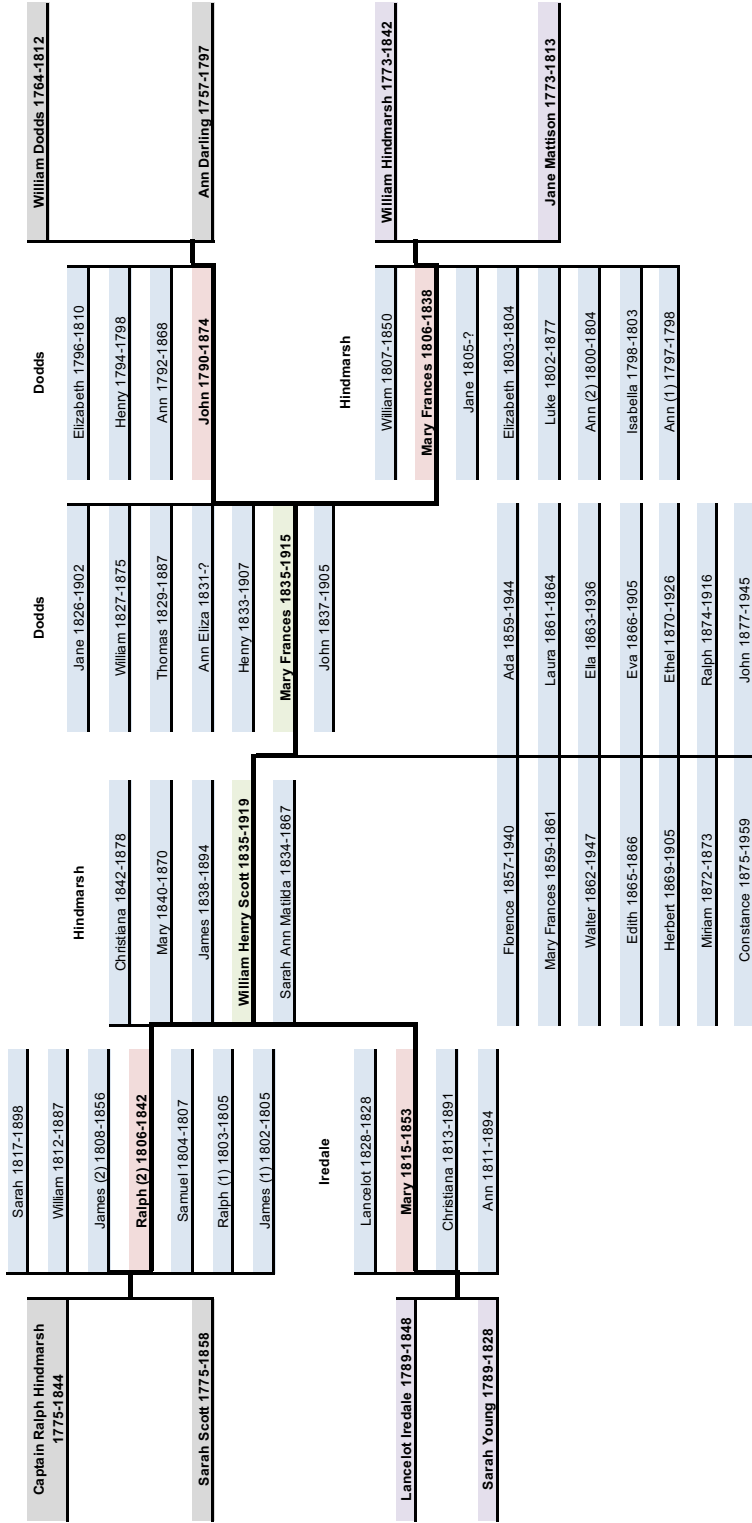 Captain Ralph Hindmarsh
1775-1844
Sarah Scott 1775-1858
Lancelot Iredale 1789-1848
Sarah Young 1789-1828
Sarah 1817-1898
William 1812-1887
James (2) 1808-1856
Ralph (2) 1806-1842
Samuel 1804-1807
Ralph (1) 1803-1805
James (1) 1802-1805
Iredale
Lancelot 1828-1828
Mary 1815-1853
Christiana 1813-1891
Ann 1811-1894
Hindmarsh
Christiana 1842-1878
Mary 1840-1870
James 1838-1894
William Henry Scott 1835-1919
Sarah Ann Matilda 1834-1867
Florence 1857-1940
Mary Frances 1859-1861
Walter 1862-1947
Edith 1865-1866
Herbert 1869-1905
Miriam 1872-1873
Constance 1875-1959
Dodds
Jane 1826-1902
William 1827-1875
Thomas 1829-1887
Ann Eliza 1831-?
Henry 1833-1907
Mary Frances 1835-1915
John 1837-1905
Ada 1859-1944
Laura 1861-1864
Ella 1863-1936
Eva 1866-1905
Ethel 1870-1926
Ralph 1874-1916
John 1877-1945
Dodds
Elizabeth 1796-1810
Henry 1794-1798
Ann 1792-1868
John 1790-1874
Hindmarsh
William 1807-1850
Mary Frances 1806-1838
Jane 1805-?
Elizabeth 1803-1804
Luke 1802-1877
Ann (2) 1800-1804
Isabella 1798-1803
Ann (1) 1797-1798
William Dodds 1764-1812
Ann Darling 1757-1797
William Hindmarsh 1773-1842
Jane Mattison 1773-1813